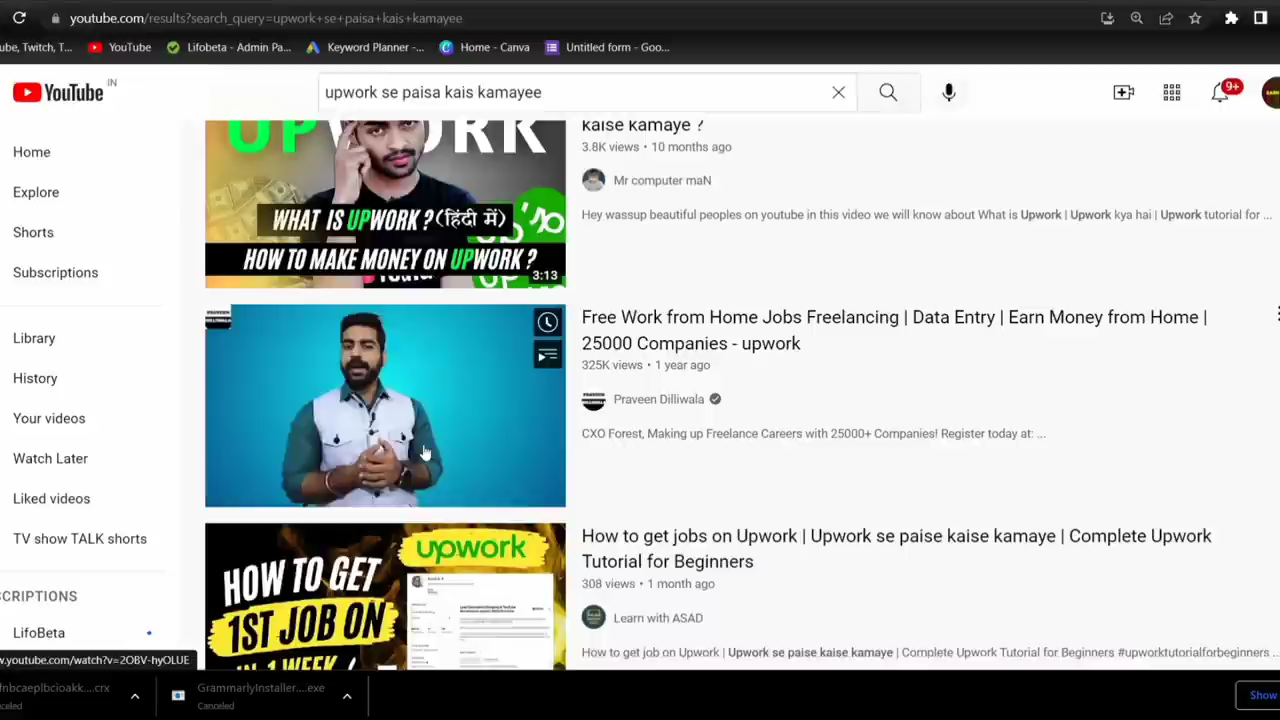 youtube.com/results?search_query=upwork+se+paisa+kais+kamayee
ube, Twitch, T... YouTube Lifobeta - Admin Pa... Keyword Planner -... Home - Canva Untitled form - Goo...
YouTube IN
upwork se paisa kais kamayee
9+
Home
Explore
Shorts
Subscriptions
Library
History
Your videos
Watch Later
Liked videos
TV show TALK shorts
SCRIPTIONS
LifoBeta
UPWORK
WHAT IS UPWORK ? (हिंदी में)
HOW TO MAKE MONEY ON UPWORK ?
3:13
kaise kamaye ?
3.8K views • 10 months ago
Mr computer maN
Hey wassup beautiful peoples on youtube in this video we will know about What is Upwork | Upwork kya hai | Upwork tutorial for ...
Free Work from Home Jobs Freelancing | Data Entry | Earn Money from Home |
25000 Companies - upwork
325K views • 1 year ago
Praveen Dilliwala
CXO Forest, Making up Freelance Careers with 25000+ Companies! Register today at: ...
upwork
HOW TO GET
1ST JOB ON
IN 1 WEEK
How to get jobs on Upwork | Upwork se paise kaise kamaye | Complete Upwork
Tutorial for Beginners
308 views • 1 month ago
Learn with ASAD
How to get job on Upwork | Upwork se paise kaise kamaye | Complete Upwork Tutorial for Beginners #upworktutorialforbeginners ...
fnbcaeplbcioakk....crx
GrammarlyInstaller....exe
Canceled
Show